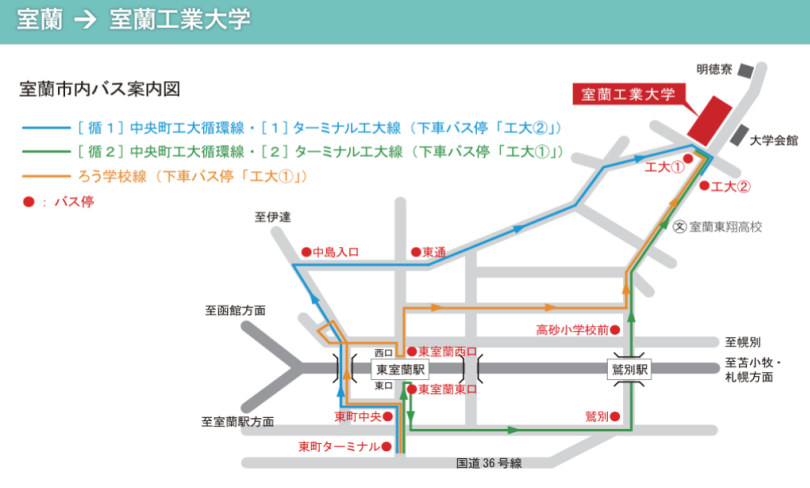 室蘭 → 室蘭工業大学
室蘭市内バス案内図
[ 循 1 ] 中央町工大循環線・[ 1 ] ターミナル工大線（下車バス停「工大②」）
[ 循 2 ] 中央町工大循環線・[ 2 ] ターミナル工大線（下車バス停「工大①」）
ろう学校線（下車バス停「工大①」）
● : バス停
明徳寮
室蘭工業大学
大学会館
工大①
工大②
文 室蘭東翔高校
至伊達
中島入口
東通
至函館方面
高砂小学校前
至幌別
西口
東室蘭西口
東室蘭駅
鷲別駅
至苫小牧・
札幌方面
東口
東室蘭東口
至室蘭駅方面
東町中央
鷲別
東町ターミナル
国道 36 号線